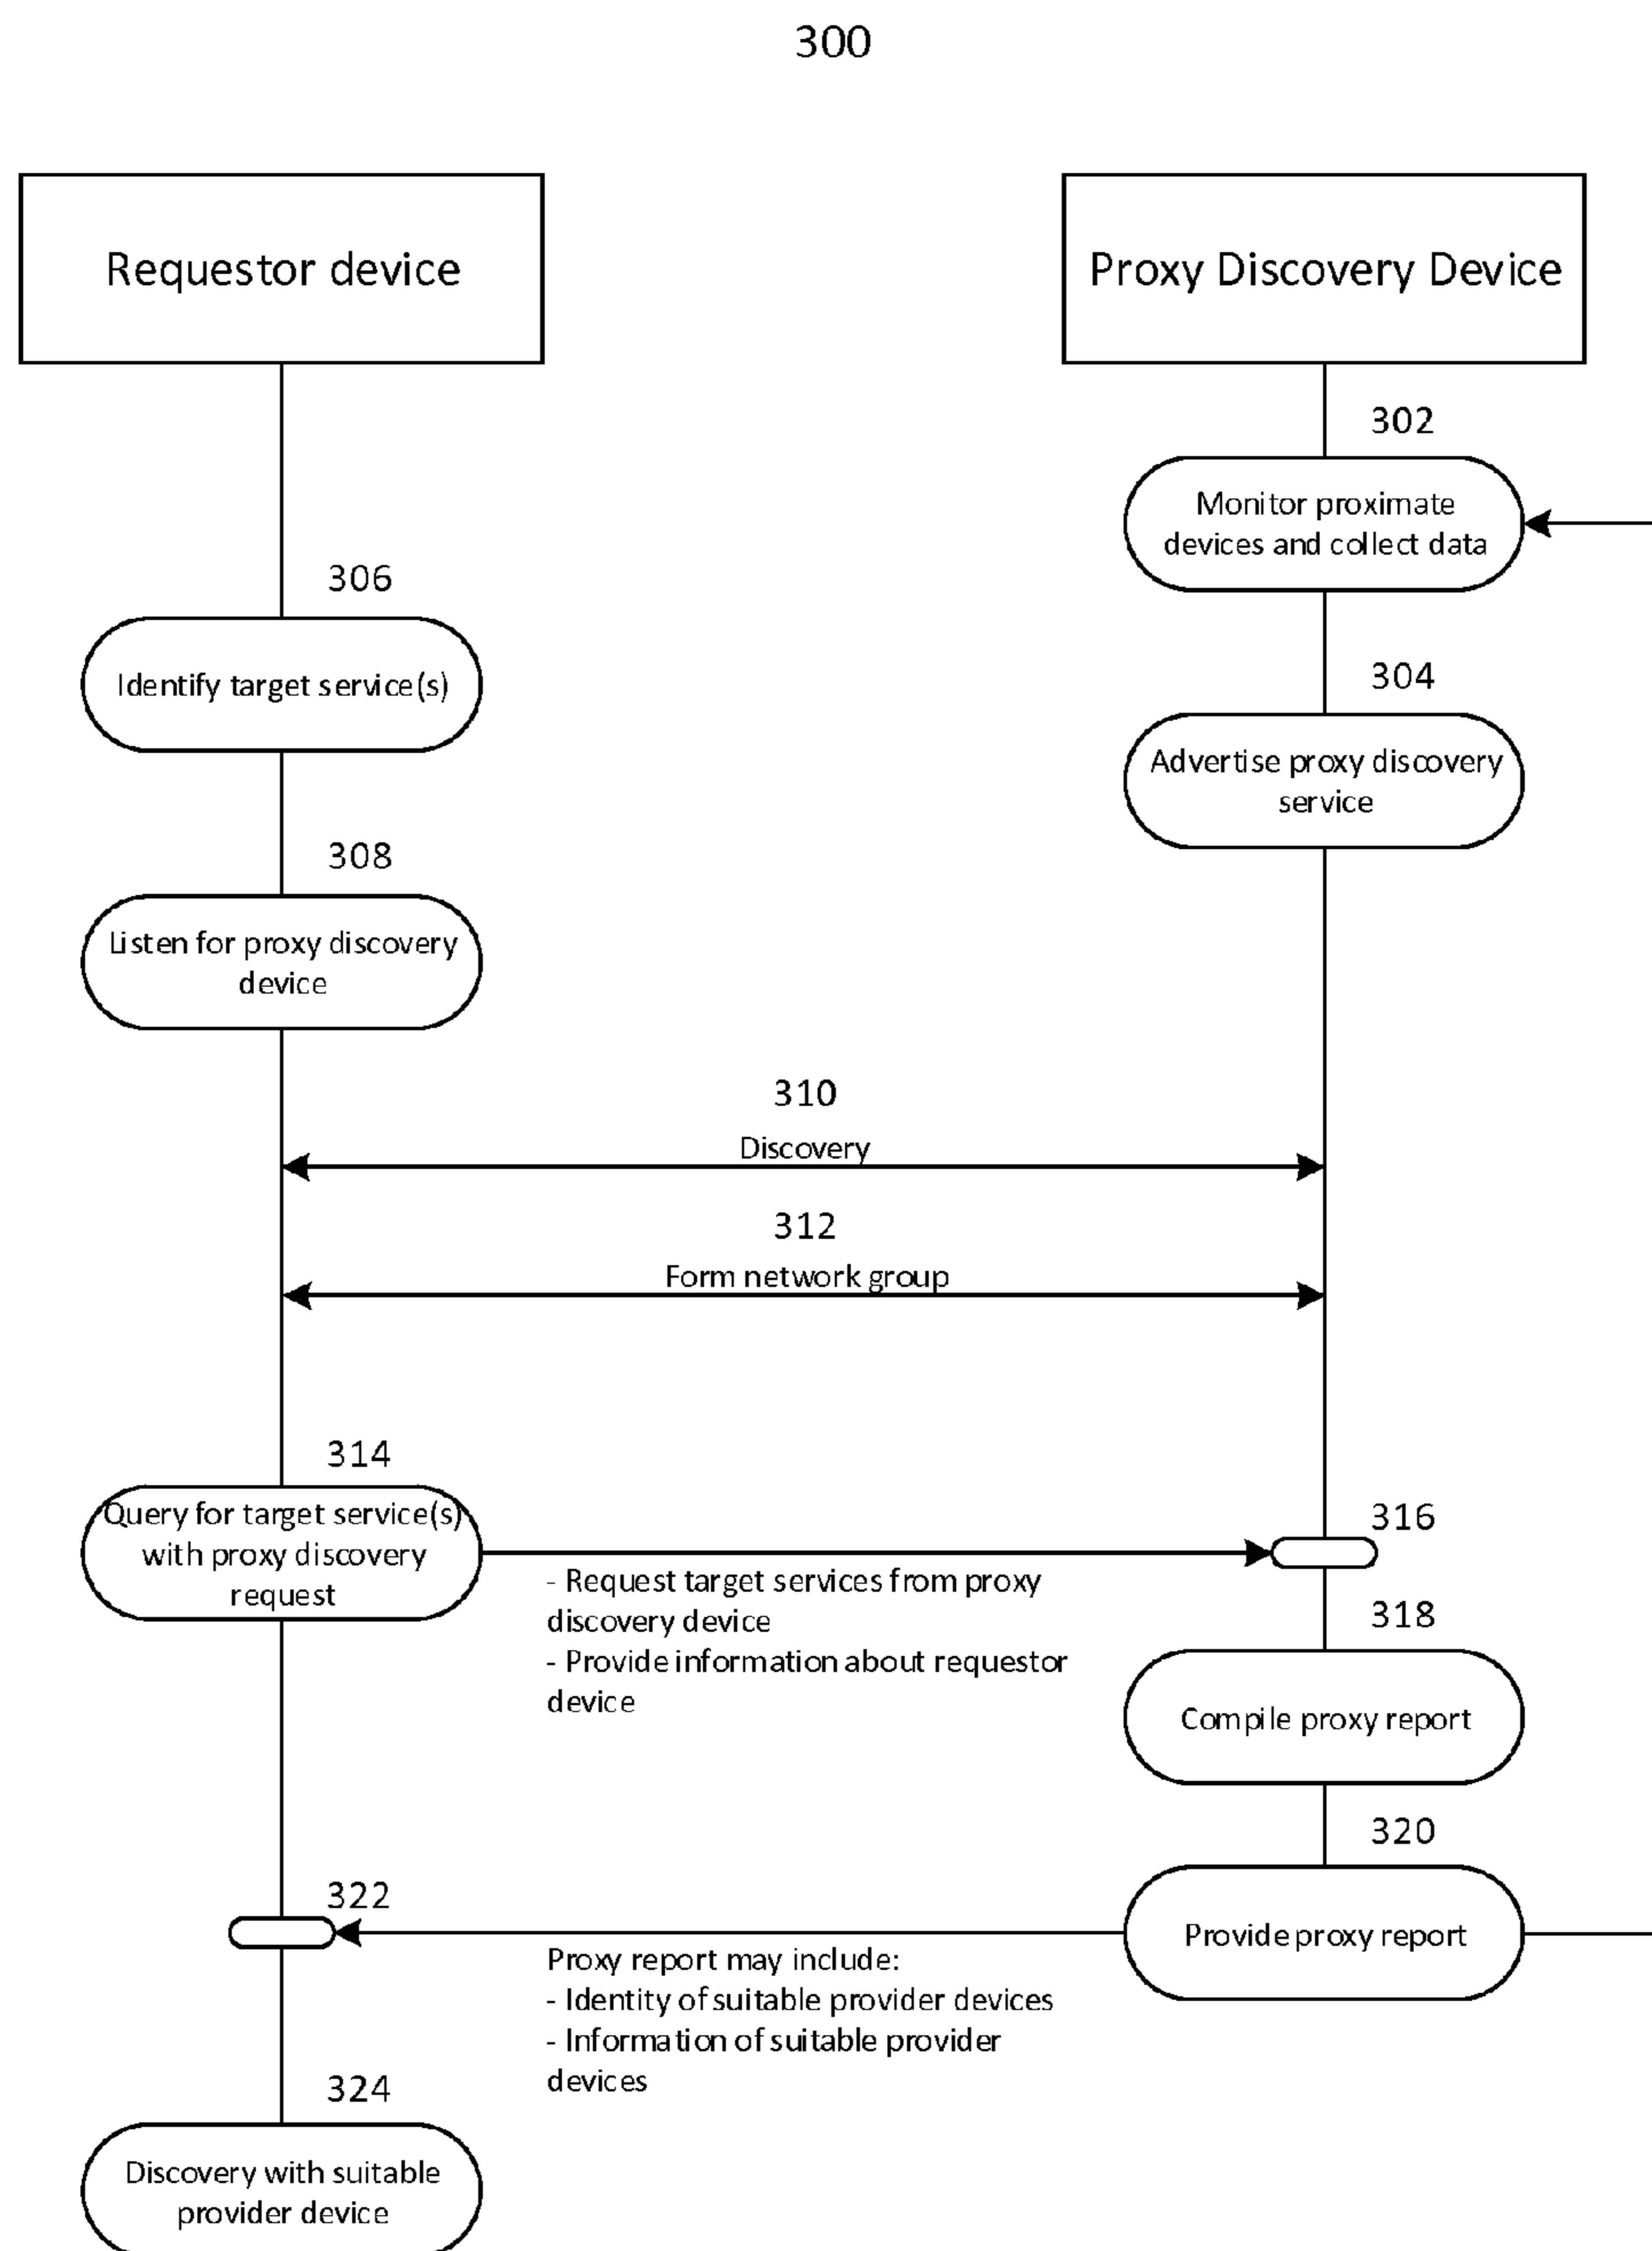 300
Requestor device
Proxy Discovery Device
302
Monitor proximate
devices and collect data
306
Identify target service(s)
304
Advertise proxy discovery
service
308
Listen for proxy discovery
device
310
Discovery
312
Form network group
314
Query for target service(s)
with proxy discovery
request
316
- Request target services from proxy
discovery device
- Provide information about requestor
device
318
Compile proxy report
320
Provide proxy report
322
Proxy report may include:
- Identity of suitable provider devices
- Information of suitable provider
devices
324
Discovery with suitable
provider device